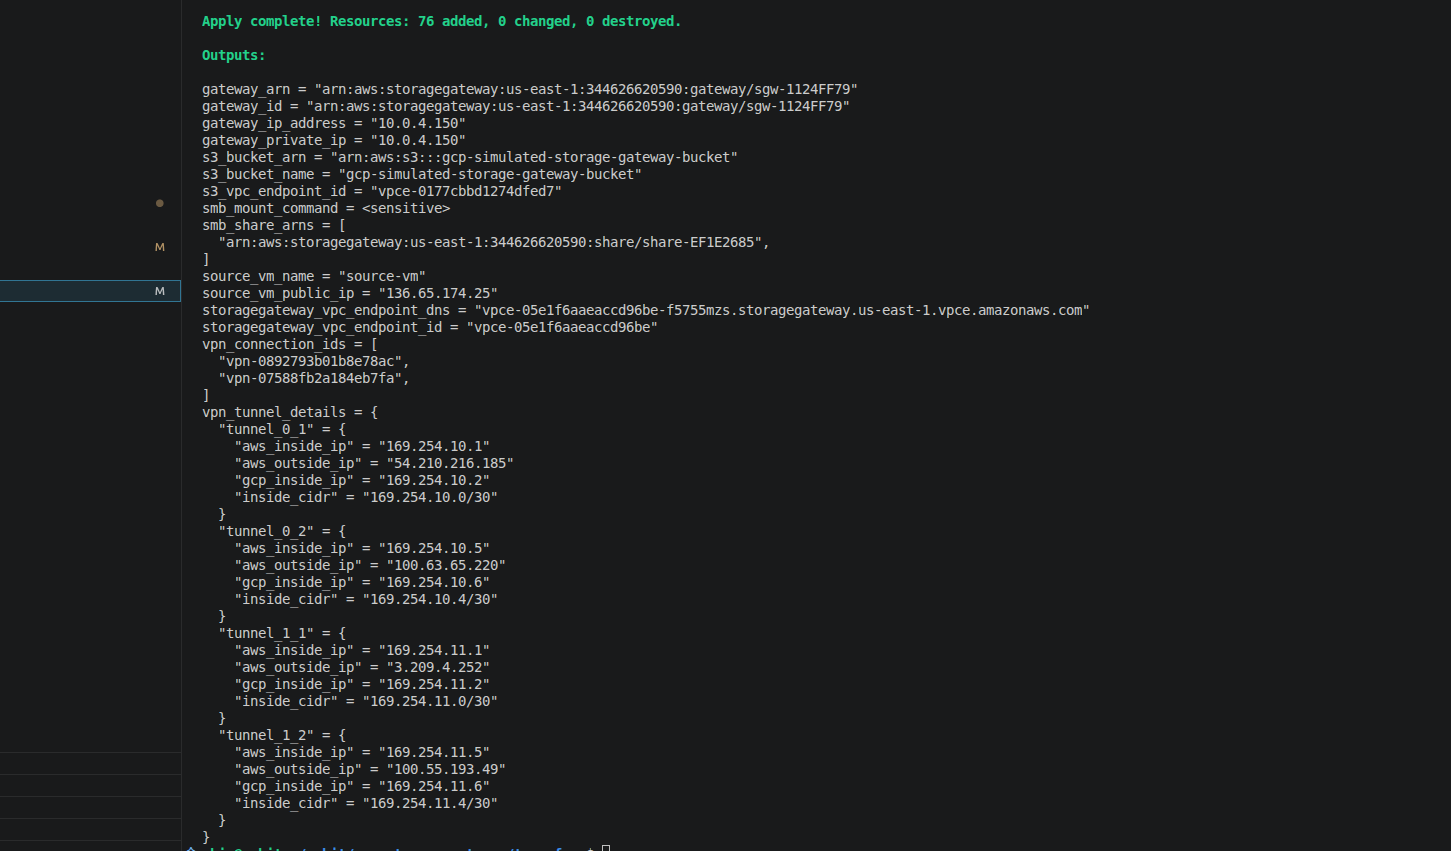 Apply complete! Resources: 76 added, 0 changed, 0 destroyed.
Outputs:
gateway_arn = "arn:aws:storagegateway:us-east-1:344626620590:gateway/sgw-1124FF79"
gateway_id = "arn:aws:storagegateway:us-east-1:344626620590:gateway/sgw-1124FF79"
gateway_ip_address = "10.0.4.150"
gateway_private_ip = "10.0.4.150"
s3_bucket_arn = "arn:aws:s3:::gcp-simulated-storage-gateway-bucket"
s3_bucket_name = "gcp-simulated-storage-gateway-bucket"
s3_vpc_endpoint_id = "vpce-0177cbbd1274dfed7"
smb_mount_command = <sensitive>
smb_share_arns = [
  "arn:aws:storagegateway:us-east-1:344626620590:share/share-EF1E2685",
]
M
source_vm_name = "source-vm"
M
source_vm_public_ip = "136.65.174.25"
storagegateway_vpc_endpoint_dns = "vpce-05e1f6aaeaccd96be-f5755mzs.storagegateway.us-east-1.vpce.amazonaws.com"
storagegateway_vpc_endpoint_id = "vpce-05e1f6aaeaccd96be"
vpn_connection_ids = [
  "vpn-0892793b01b8e78ac",
  "vpn-07588fb2a184eb7fa",
]
vpn_tunnel_details = {
  "tunnel_0_1" = {
    "aws_inside_ip" = "169.254.10.1"
    "aws_outside_ip" = "54.210.216.185"
    "gcp_inside_ip" = "169.254.10.2"
    "inside_cidr" = "169.254.10.0/30"
  }
  "tunnel_0_2" = {
    "aws_inside_ip" = "169.254.10.5"
    "aws_outside_ip" = "100.63.65.220"
    "gcp_inside_ip" = "169.254.10.6"
    "inside_cidr" = "169.254.10.4/30"
  }
  "tunnel_1_1" = {
    "aws_inside_ip" = "169.254.11.1"
    "aws_outside_ip" = "3.209.4.252"
    "gcp_inside_ip" = "169.254.11.2"
    "inside_cidr" = "169.254.11.0/30"
  }
  "tunnel_1_2" = {
    "aws_inside_ip" = "169.254.11.5"
    "aws_outside_ip" = "100.55.193.49"
    "gcp_inside_ip" = "169.254.11.6"
    "inside_cidr" = "169.254.11.4/30"
  }
}